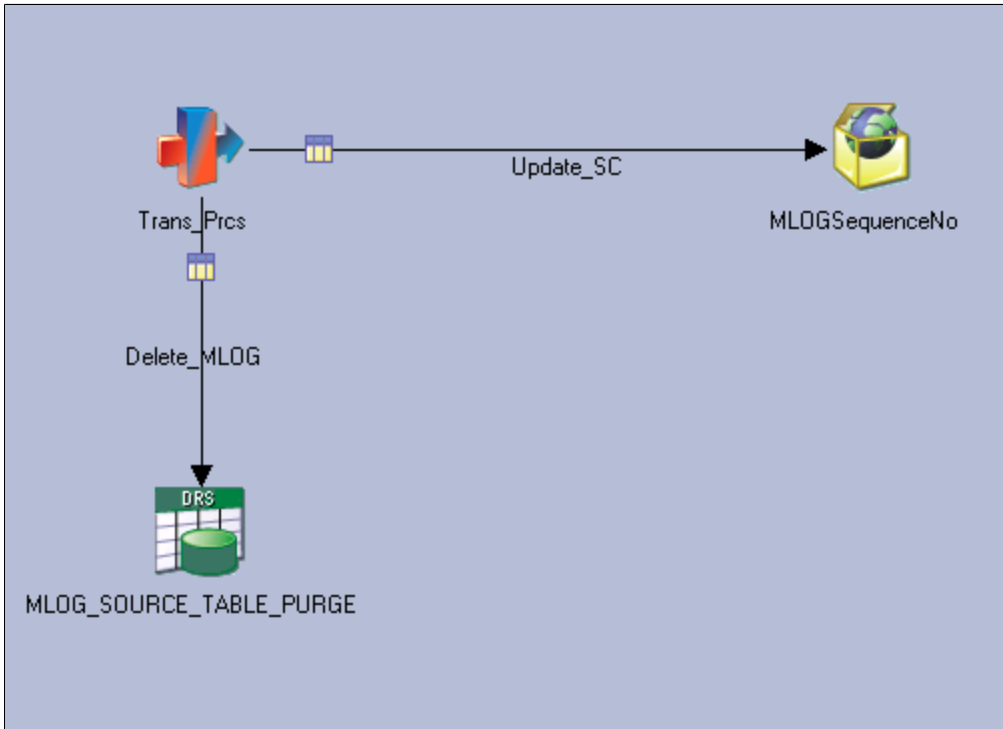 Update_SC
Trans_Prcs
MLOGSequenceNo
Delete_MLOG
DRS
MLOG_SOURCE_TABLE_PURGE